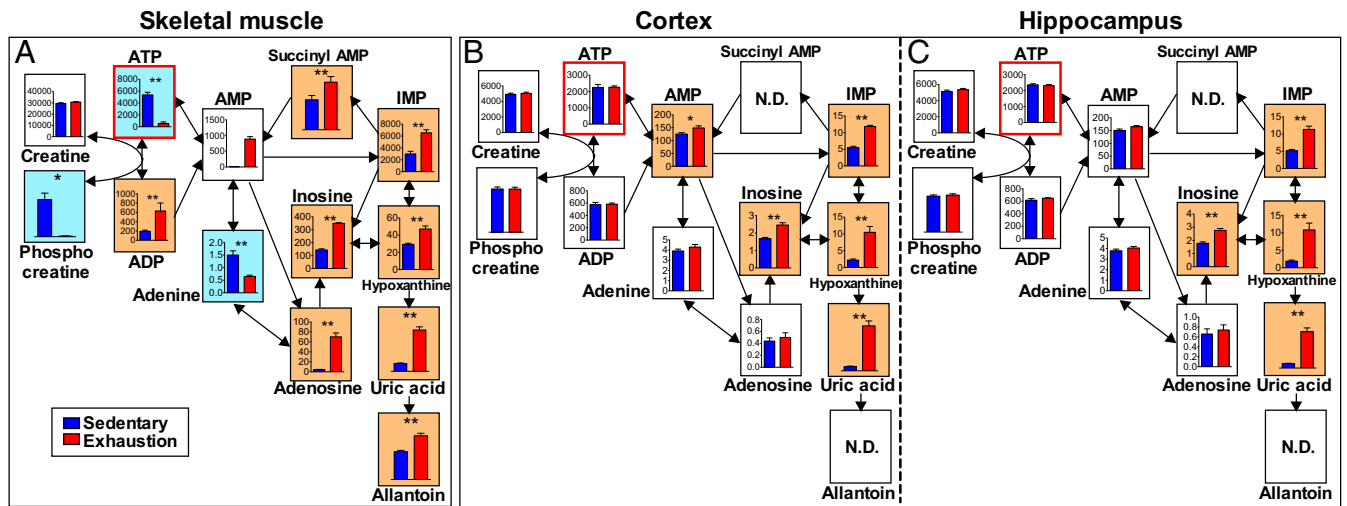 Skeletal muscle
Cortex
Hippocampus
A
ATP
8000
6000
4000
2000
0
**
Creatine
40000
30000
20000
10000
0
AMP
1500
1000
500
0
Succinyl AMP
**
IMP
8000
6000
4000
2000
0
**
Phospho
creatine
*
ADP
1000
800
600
400
200
0
**
Adenine
2.0
1.5
1.0
0.5
0.0
**
Inosine
400
300
200
100
0
**
Hypoxanthine
60
40
20
0
**
Adenosine
100
80
60
40
20
0
**
Uric acid
**
Allantoin
**
Sedentary
Exhaustion
B
ATP
3000
2000
1000
0
Creatine
6000
4000
2000
0
AMP
200
150
100
50
0
*
Succinyl AMP
N.D.
IMP
15
10
5
0
**
Phospho
creatine
ADP
800
600
400
200
0
Adenine
5
4
3
2
1
0
Inosine
3
2
1
0
**
Hypoxanthine
15
10
5
0
**
Adenosine
0.8
0.6
0.4
0.2
0.0
Uric acid
**
Allantoin
N.D.
C
ATP
3000
2000
1000
0
Creatine
6000
4000
2000
0
AMP
200
150
100
50
0
Succinyl AMP
N.D.
IMP
15
10
5
0
**
Phospho
creatine
ADP
800
600
400
200
0
Adenine
5
4
3
2
1
0
Inosine
4
3
2
1
0
**
Hypoxanthine
15
10
5
0
**
Adenosine
1.0
0.8
0.6
0.4
0.2
0.0
Uric acid
**
Allantoin
N.D.